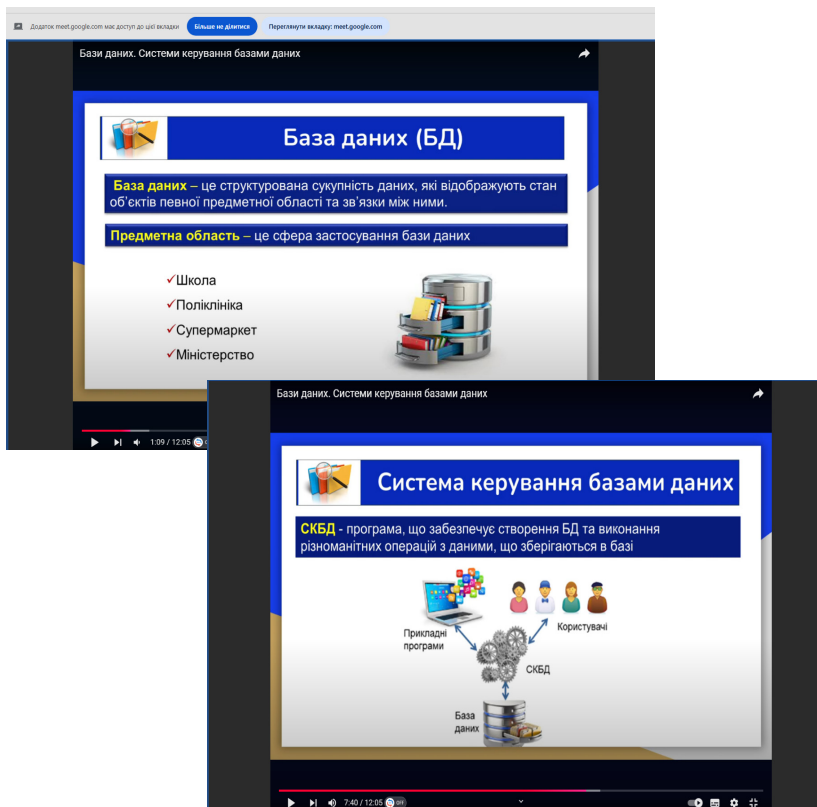 Додаток meet.google.com має доступ до цієї вкладки Більше не ділитися Переглянути вкладку: meet.google.com
Бази даних. Системи керування базами даних
База даних (БД)
База даних – це структурована сукупність даних, які відображують стан
об'єктів певної предметної області та зв'язки між ними.
Предметна область – це сфера застосування бази даних
✓Школа
✓Поліклініка
✓Супермаркет
✓Міністерство
1:09 / 12:05
Бази даних. Системи керування базами даних
Система керування базами даних
СКБД - програма, що забезпечує створення БД та виконання
різноманітних операцій з даними, що зберігаються в базі
Прикладні
програми
Користувачі
СКБД
База
даних
7:40 / 12:05 OFF